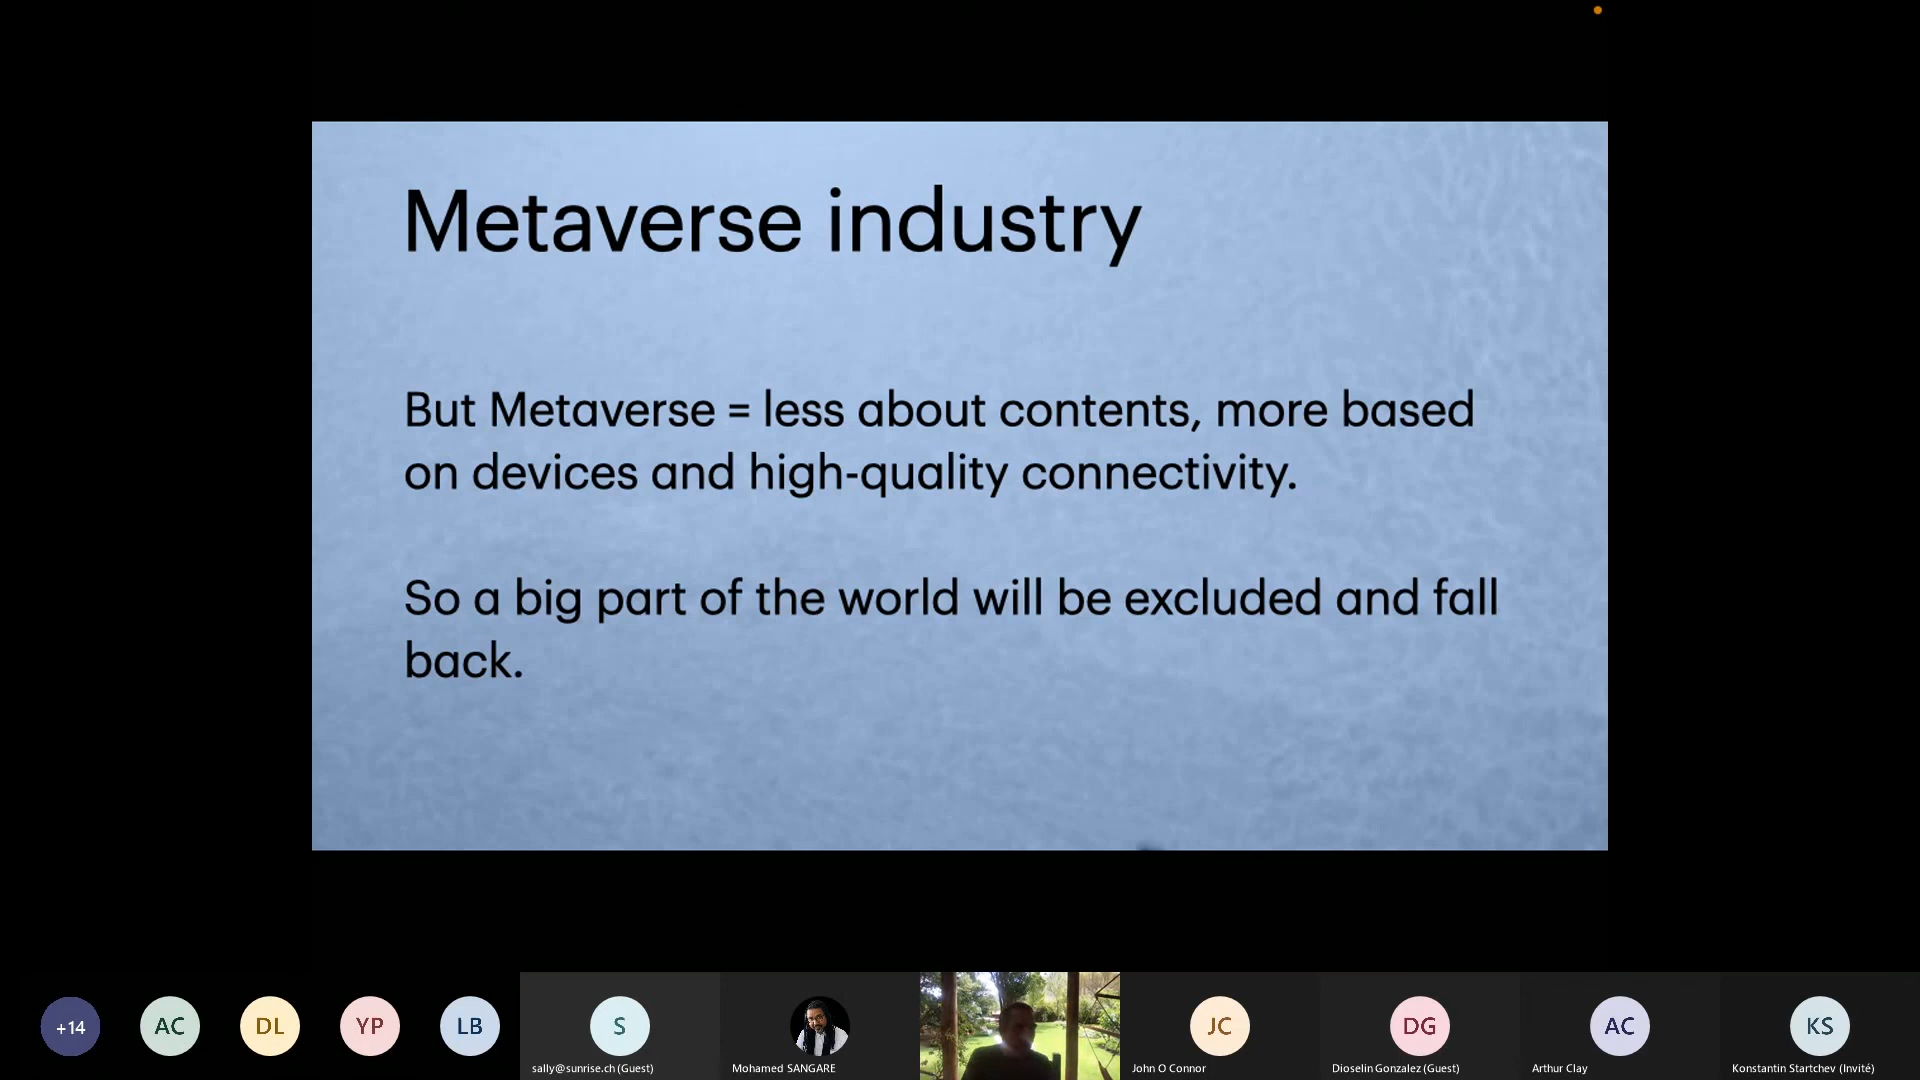 Metaverse industry
But Metaverse = less about contents, more based
on devices and high-quality connectivity.
So a big part of the world will be excluded and fall
back.
+14
AC
DL
YP
LB
S
JC
DG
AC
KS
sally@sunrise.ch (Guest)
Mohamed SANGARE
John O Connor
Dioselin Gonzalez (Guest)
Arthur Clay
Konstantin Startchev (Invité)